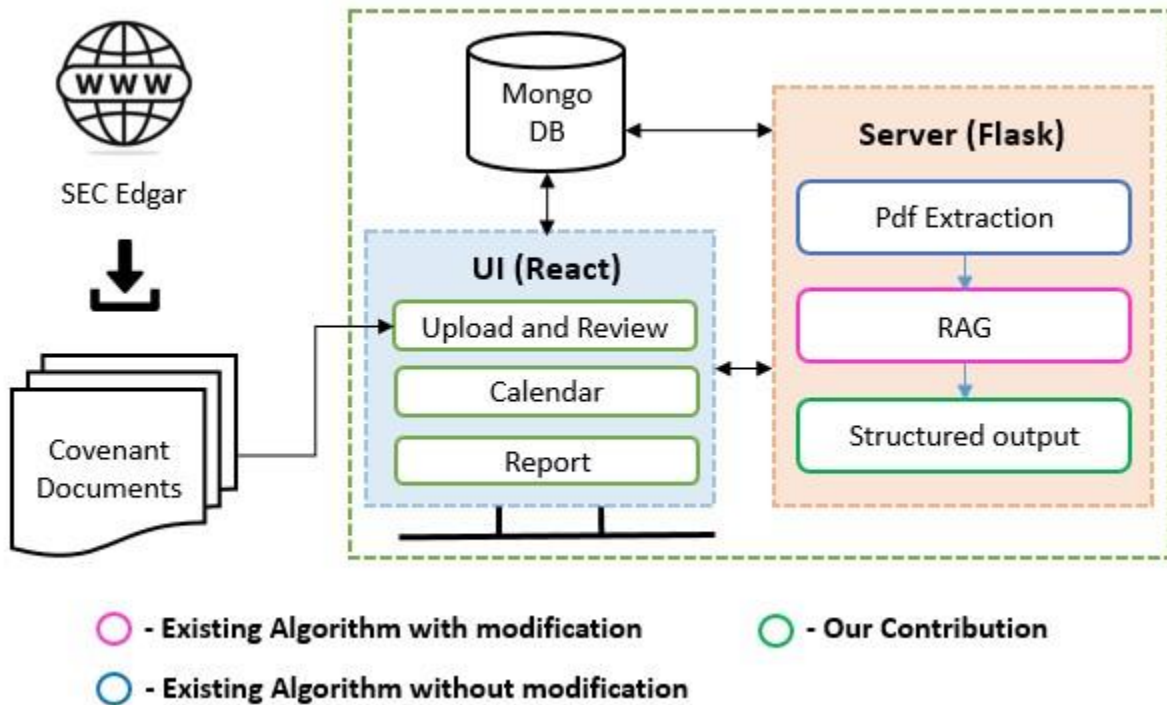 WWW
SEC Edgar
Covenant
Documents
Mongo
DB
UI (React)
Upload and Review
Calendar
Report
Server (Flask)
Pdf Extraction
RAG
Structured output
- Existing Algorithm with modification
- Our Contribution
- Existing Algorithm without modification